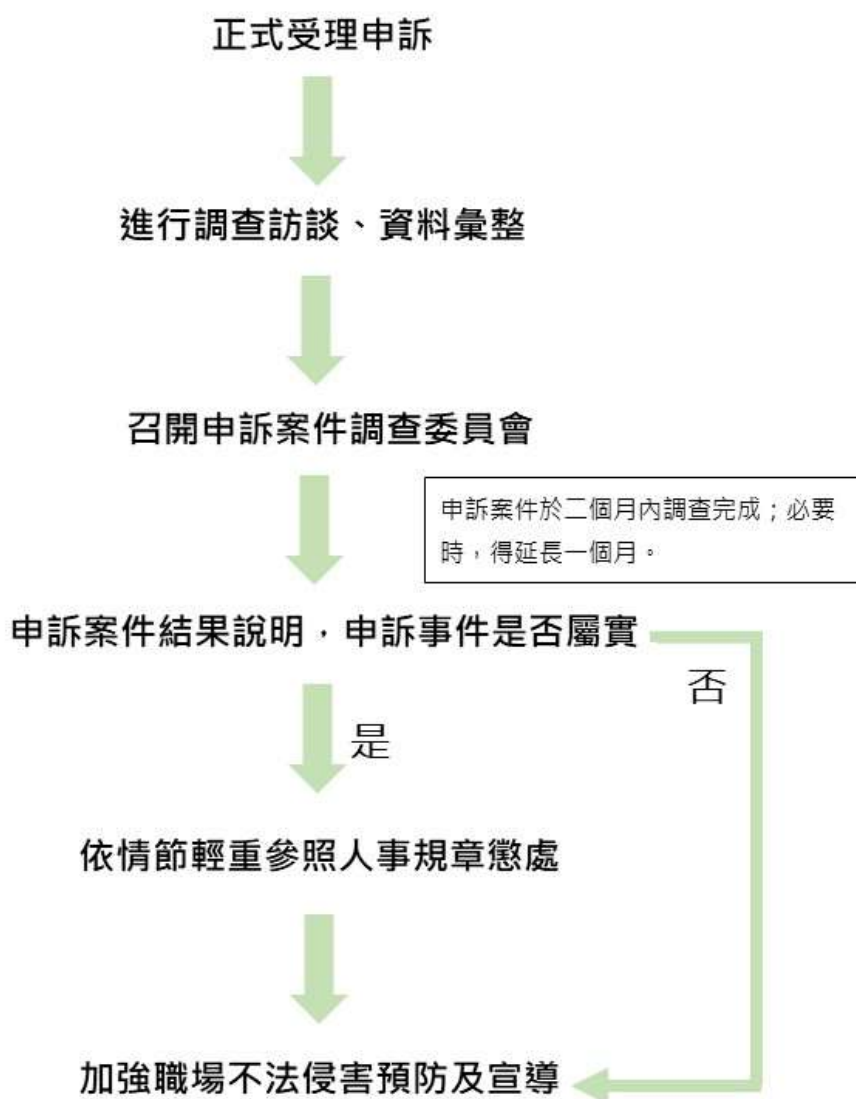 正式受理申訴
進行調查訪談、資料彙整
召開申訴案件調查委員會
申訴案件於二個月內調查完成；必要
時，得延長一個月。
申訴案件結果說明，申訴事件是否屬實
否
是
依情節輕重參照人事規章懲處
加強職場不法侵害預防及宣導